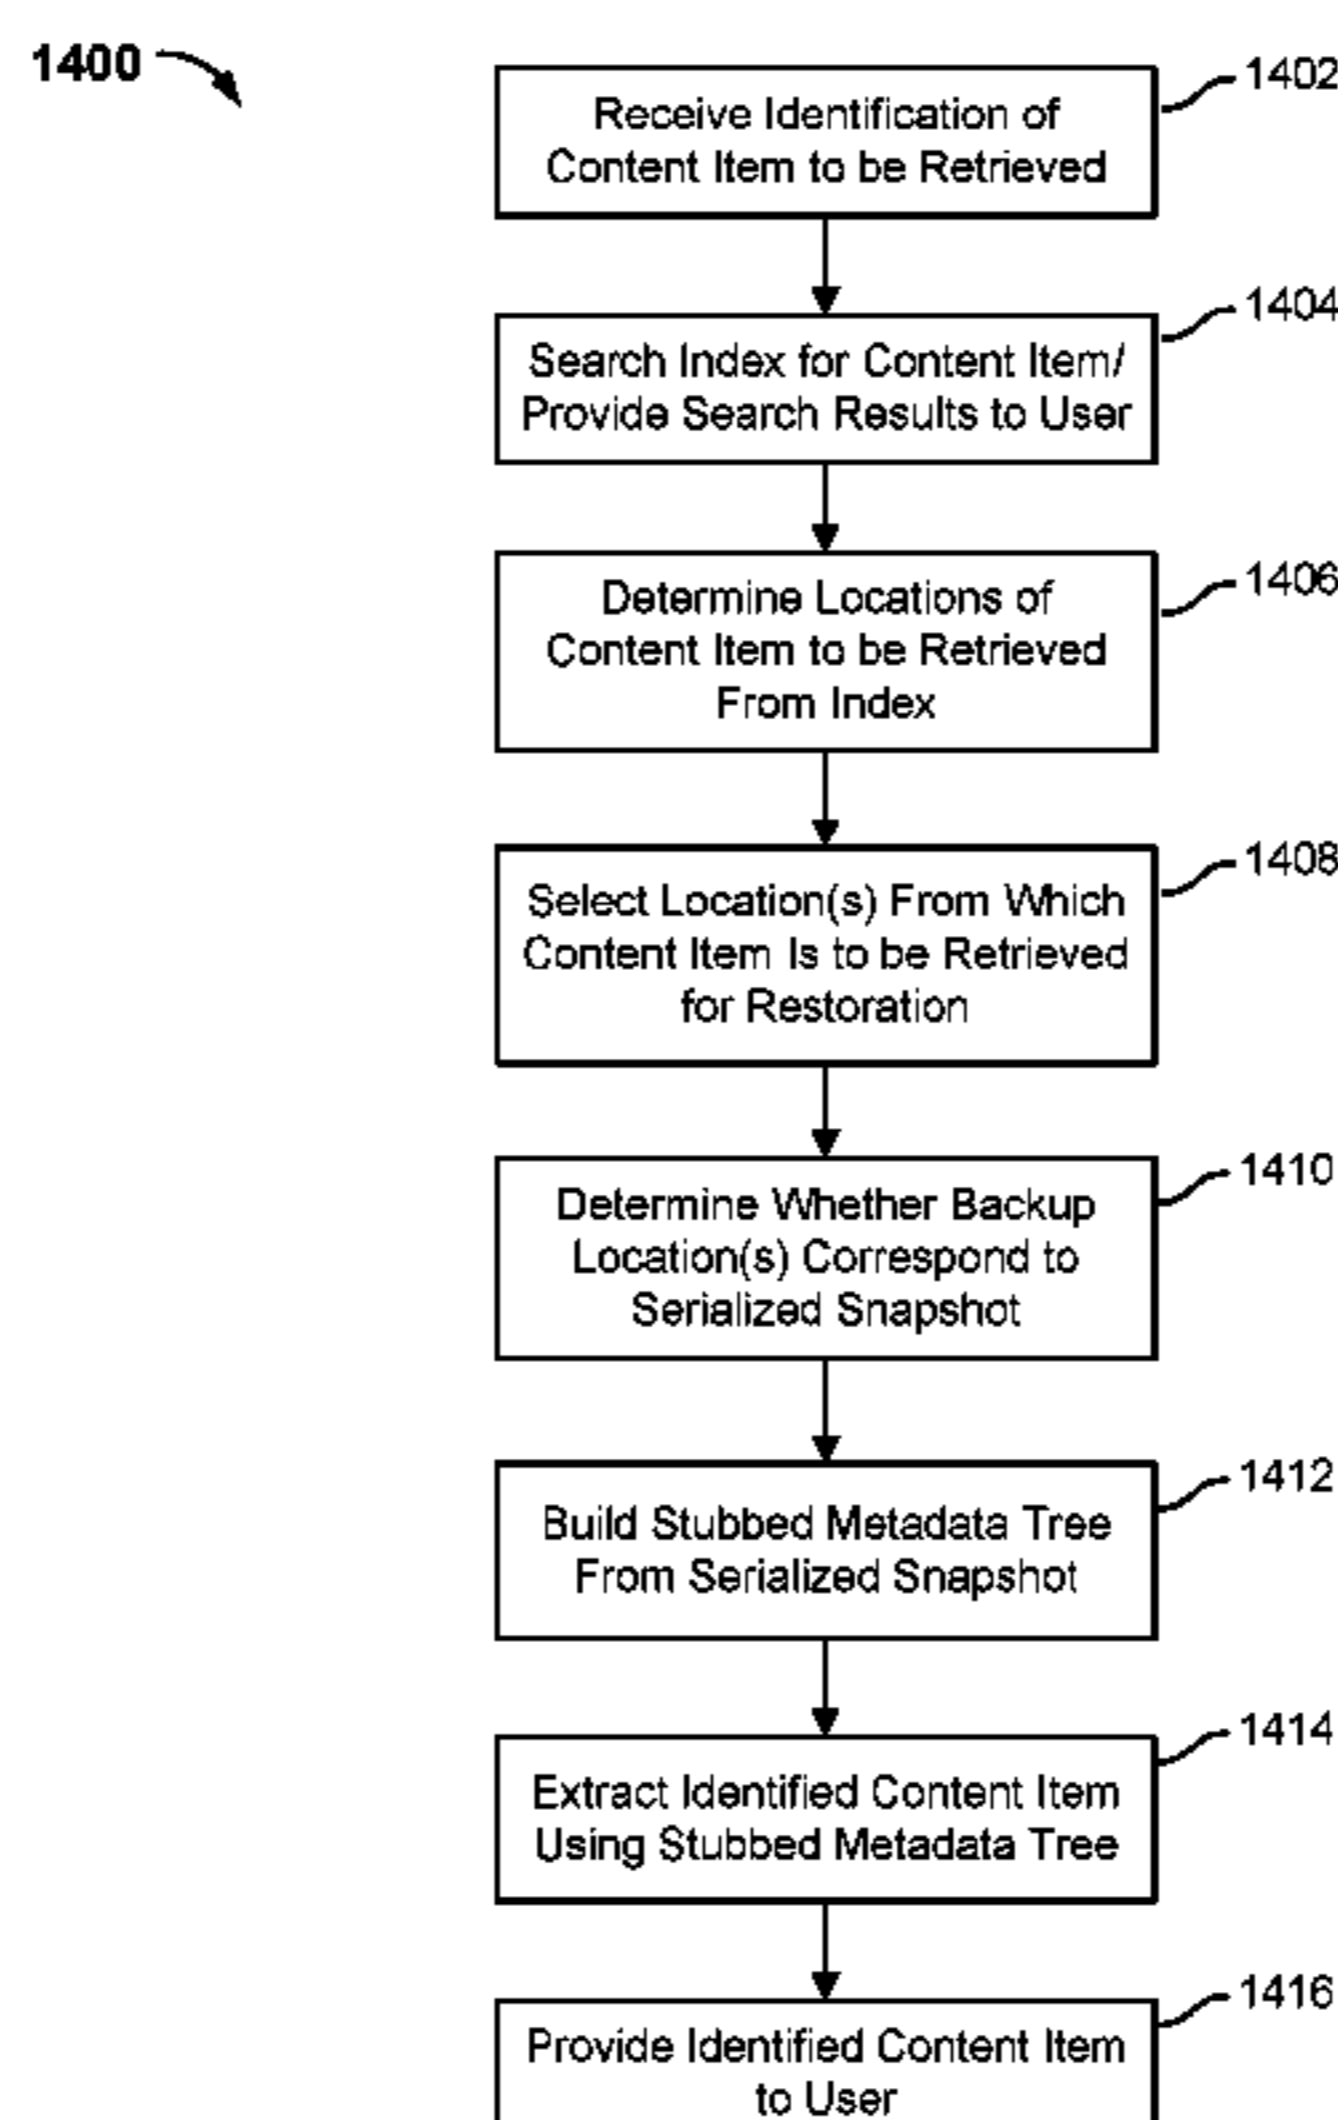 1400
1402
Receive Identification of
Content Item to be Retrieved
1404
Search Index for Content Item/
Provide Search Results to User
1406
Determine Locations of
Content Item to be Retrieved
From Index
1408
Select Location(s) From Which
Content Item Is to be Retrieved
for Restoration
1410
Determine Whether Backup
Location(s) Correspond to
Serialized Snapshot
1412
Build Stubbed Metadata Tree
From Serialized Snapshot
1414
Extract Identified Content Item
Using Stubbed Metadata Tree
1416
Provide Identified Content Item
to User